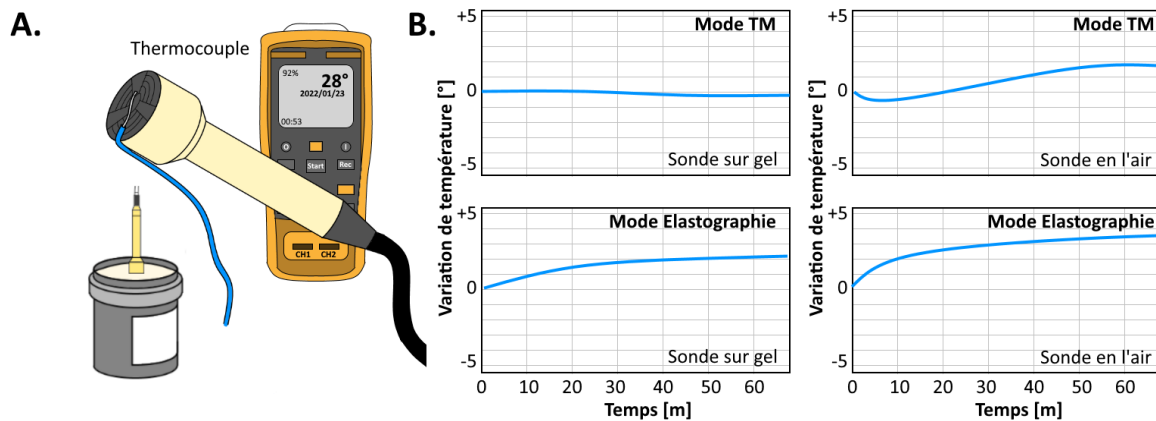 A.
Thermocouple
92%
28°
2022/01/23
00:53
O
I
Start
Rec
CH1
CH2
B.
Variation de température [°]
+5
Mode TM
0
-5
Sonde sur gel
+5
Mode Elastographie
0
-5
Sonde sur gel
0 10 20 30 40 50 60
Temps [m]
Variation de température [°]
+5
Mode TM
0
-5
Sonde en l'air
+5
Mode Elastographie
0
-5
Sonde en l'air
0 10 20 30 40 50 60
Temps [m]